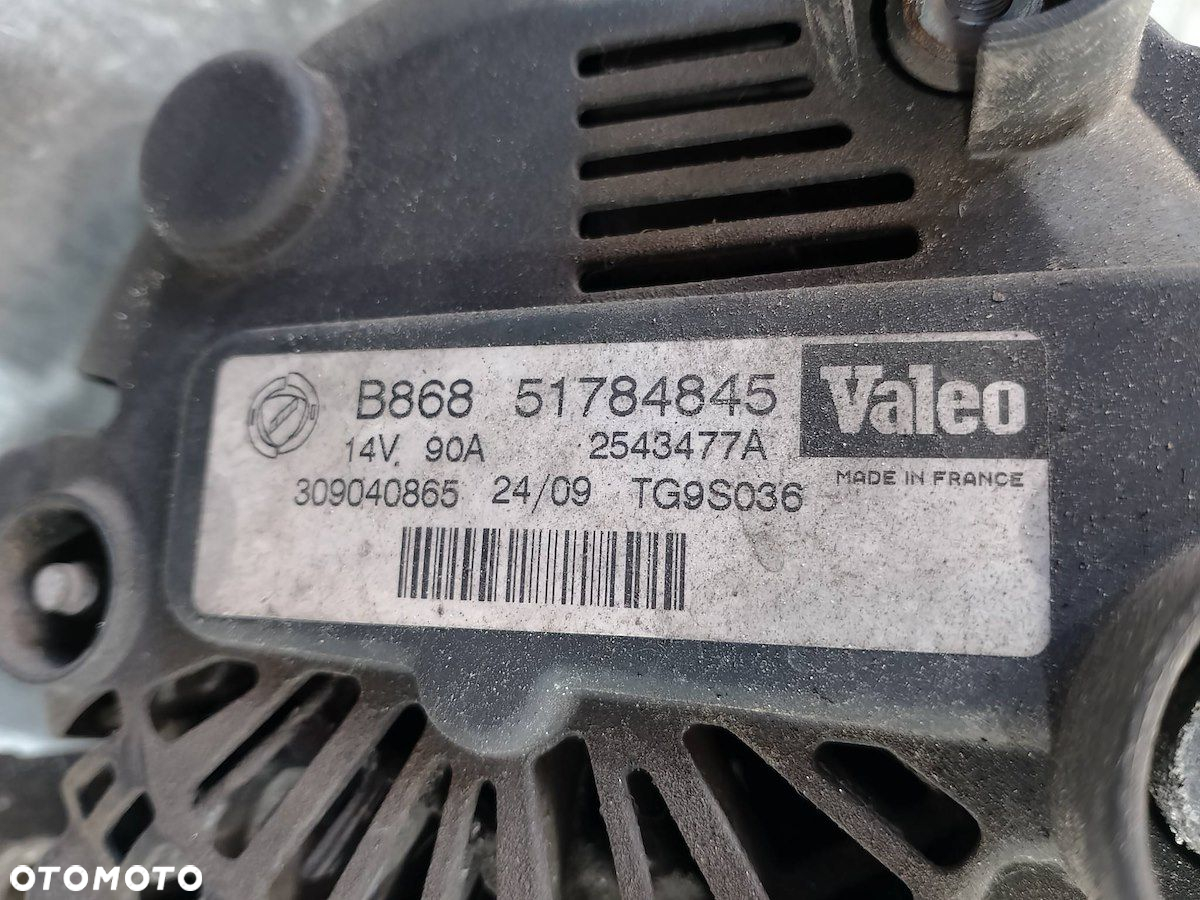 B868 51784845
Valeo
14V. 90A 2543477A
MADE IN FRANCE
309040865 24/09 TG9S036
OTOMOTO